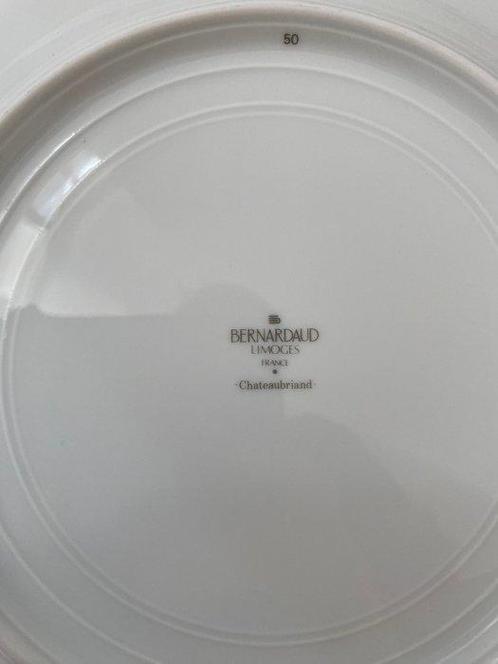 50
BERNARDAUD
LIMOGES
FRANCE
· Chateaubriand ·